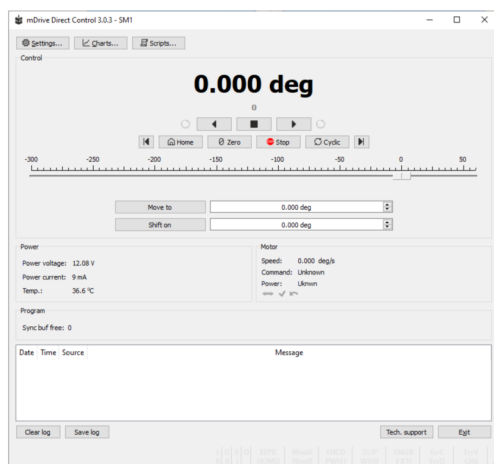 mDrive Direct Control 3.0.3 - SM1
Settings... Charts... Scripts...
Control
0.000 deg
0
Home 0 Zero Stop Cyclic
-300 -250 -200 -150 -100 -50 0 50
Move to 0.000 deg
Shift on 0.000 deg
Power Motor
Power voltage: 12.08 V Speed: 0.000 deg/s
Power current: 9 mA Command: Unknown
Temp.: 36.6 °C Power: Uknwn
Program
Sync buf free: 0
Date Time Source Message
Clear log Save log Tech. support Exit